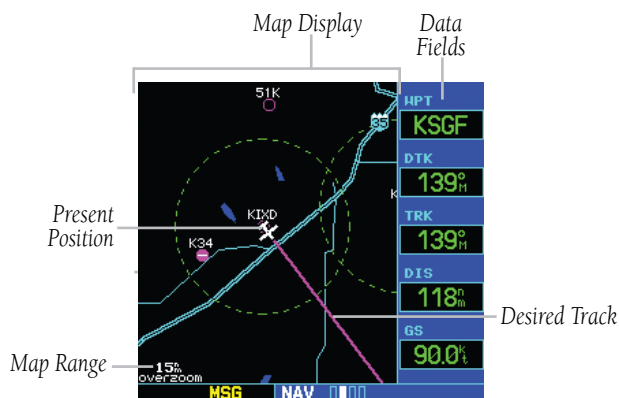 Map Display
Data
Fields
51K
35
WPT
KSGF
DTK
139°M
TRK
139°M
DIS
118nm
GS
90.0kt
KIXD
K34
K
Present
Position
Desired Track
Map Range
15nm
overzoom
MSG
NAV